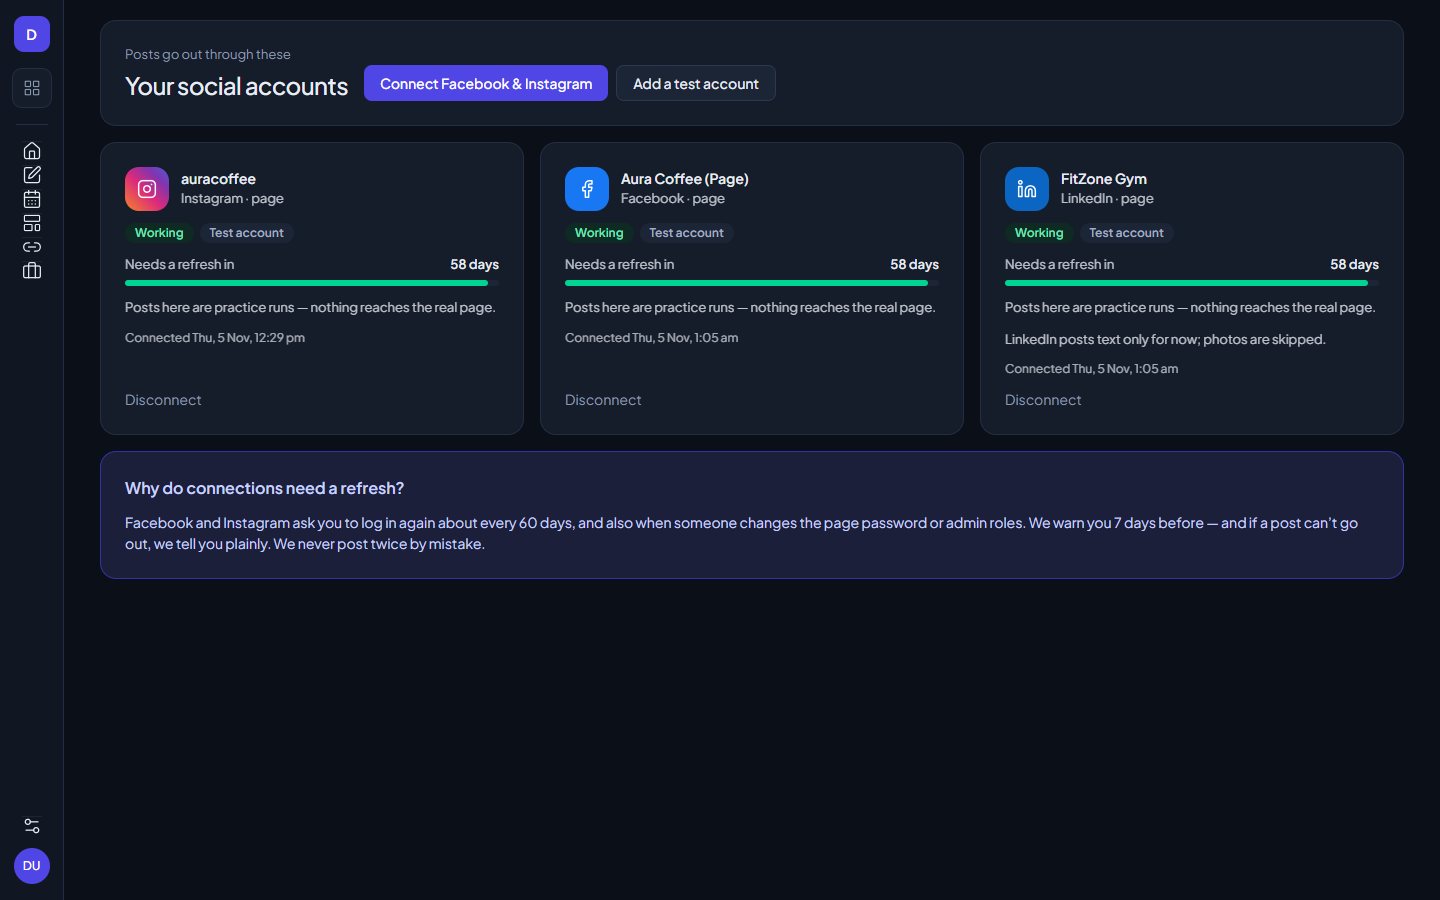 D
Posts go out through these
Your social accounts
Connect Facebook & Instagram
Add a test account
auracoffee
Instagram · page
Working
Test account
Needs a refresh in
58 days
Posts here are practice runs — nothing reaches the real page.
Connected Thu, 5 Nov, 12:29 pm
Disconnect
Aura Coffee (Page)
Facebook · page
Working
Test account
Needs a refresh in
58 days
Posts here are practice runs — nothing reaches the real page.
Connected Thu, 5 Nov, 1:05 am
Disconnect
FitZone Gym
LinkedIn · page
Working
Test account
Needs a refresh in
58 days
Posts here are practice runs — nothing reaches the real page.
LinkedIn posts text only for now; photos are skipped.
Connected Thu, 5 Nov, 1:05 am
Disconnect
Why do connections need a refresh?
Facebook and Instagram ask you to log in again about every 60 days, and also when someone changes the page password or admin roles. We warn you 7 days before — and if a post can't go
out, we tell you plainly. We never post twice by mistake.
DU